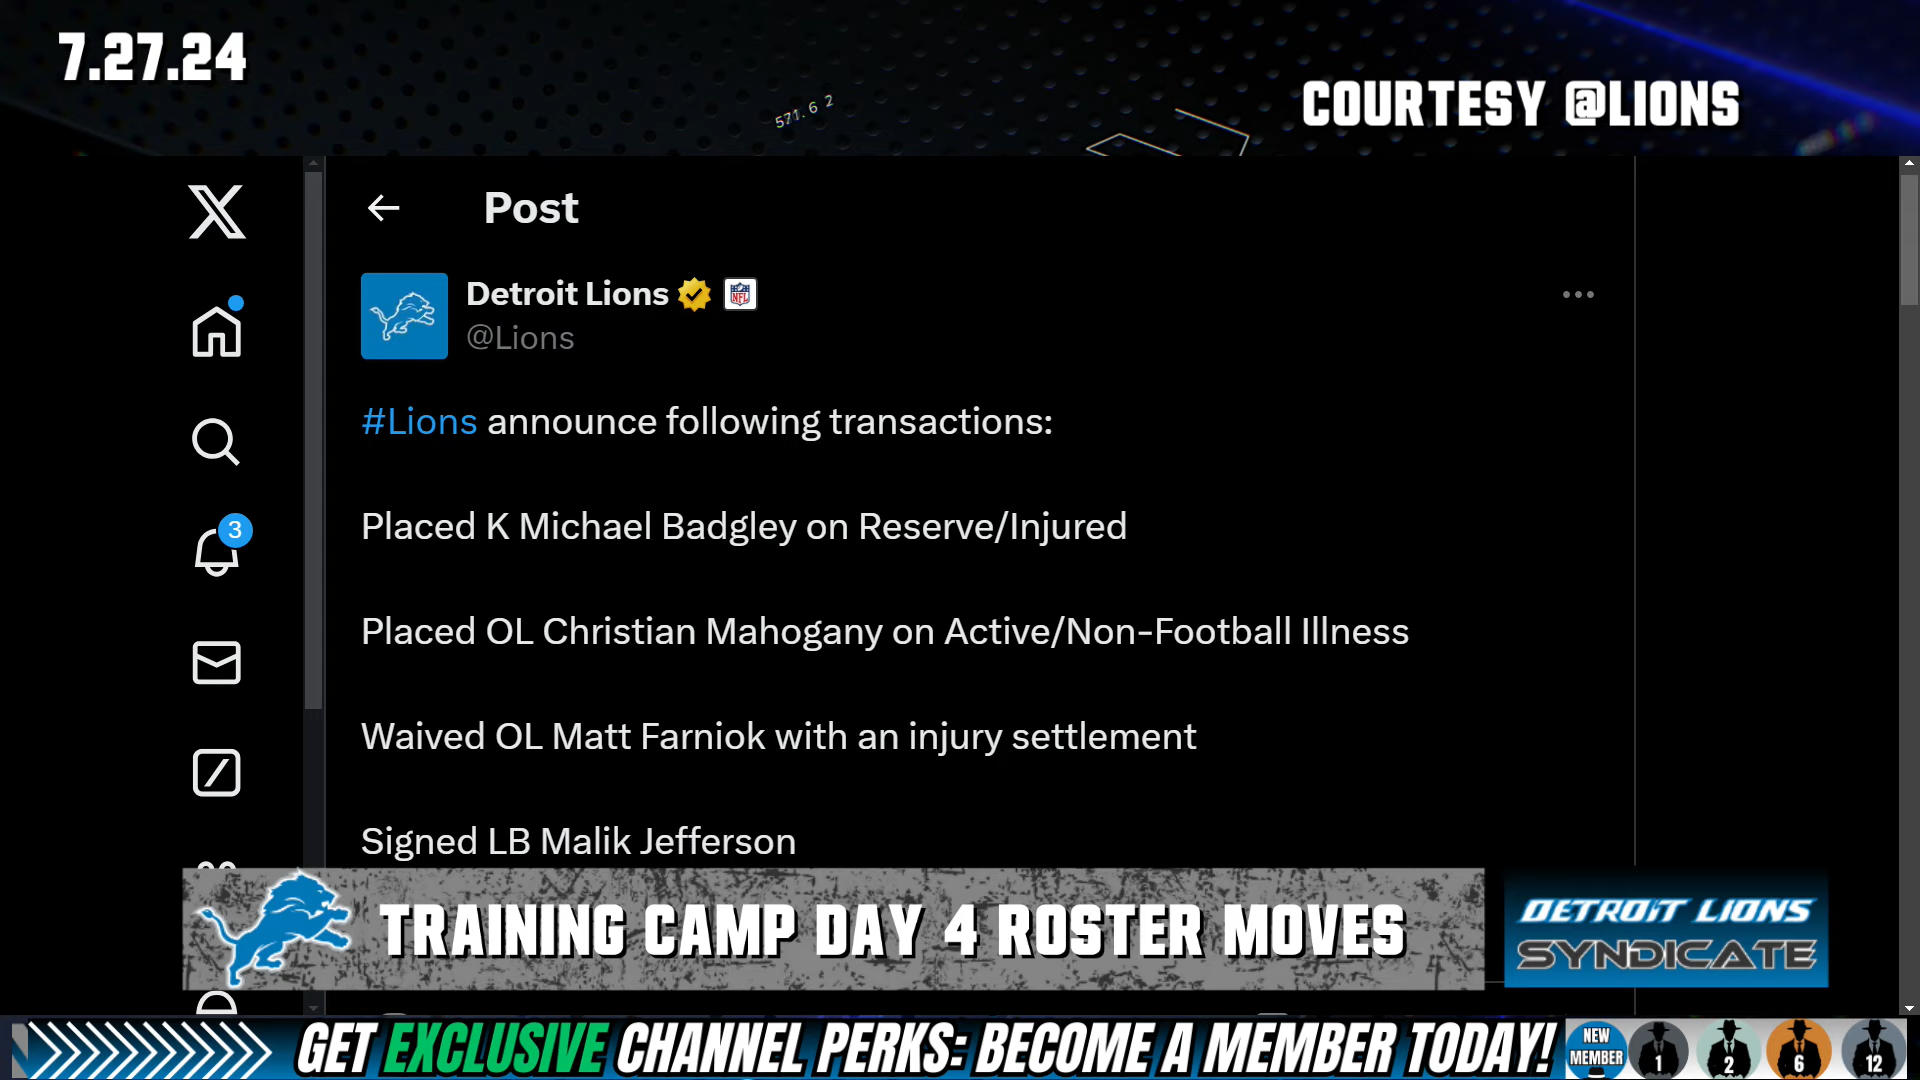 7.27.24
571.6 2
COURTESY @LIONS
Post
Detroit Lions
NFL
@Lions
#Lions announce following transactions:
Placed K Michael Badgley on Reserve/Injured
3
Placed OL Christian Mahogany on Active/Non-Football Illness
Waived OL Matt Farniok with an injury settlement
Signed LB Malik Jefferson
TRAINING CAMP DAY 4 ROSTER MOVES
DETROIT LIONS
SYNDICATE
GET EXCLUSIVE CHANNEL PERKS: BECOME A MEMBER TODAY!
NEW
MEMBER
1
2
6
12